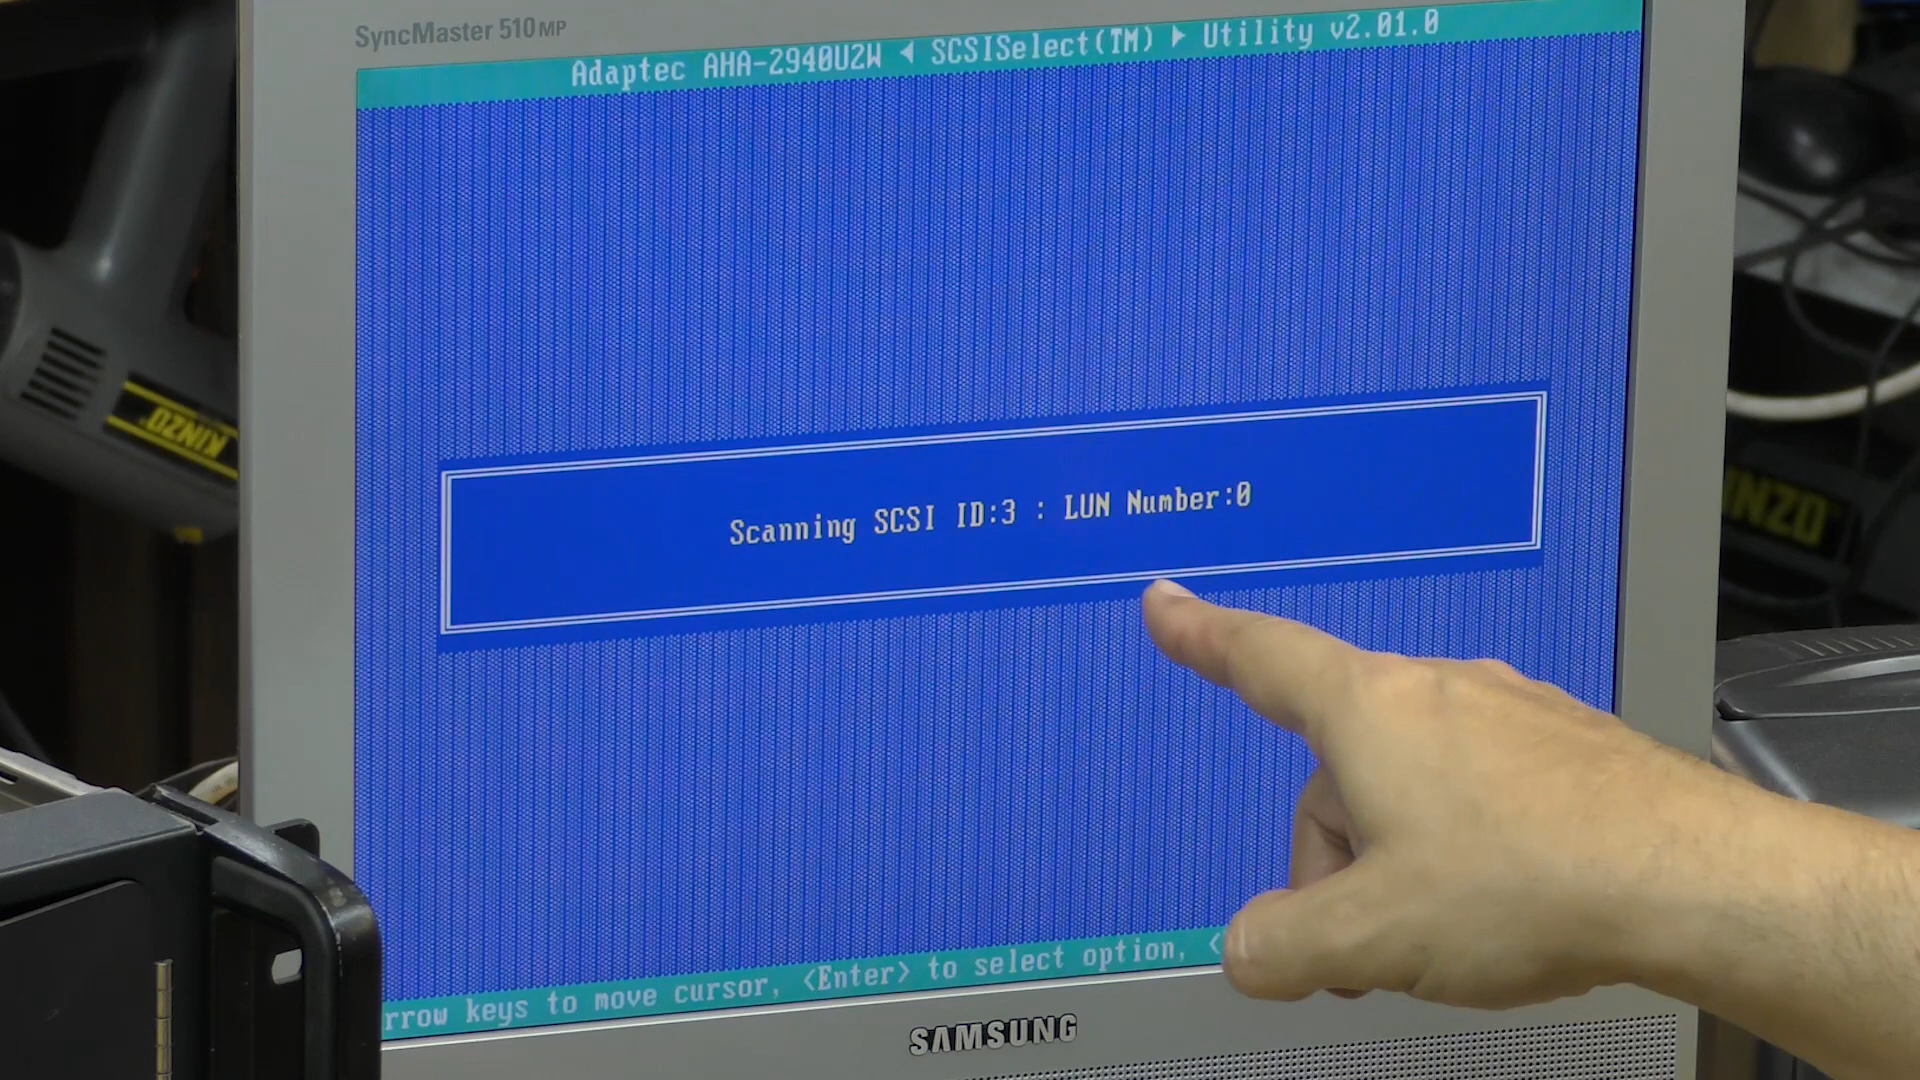 SyncMaster 510MP
Adaptec AHA-2940U2W ◄ SCSISelect(TM) ► Utility v2.01.0
Scanning SCSI ID:3 : LUN Number:0
rrow keys to move cursor, <Enter> to select option, <
SAMSUNG
KINZO
INZO